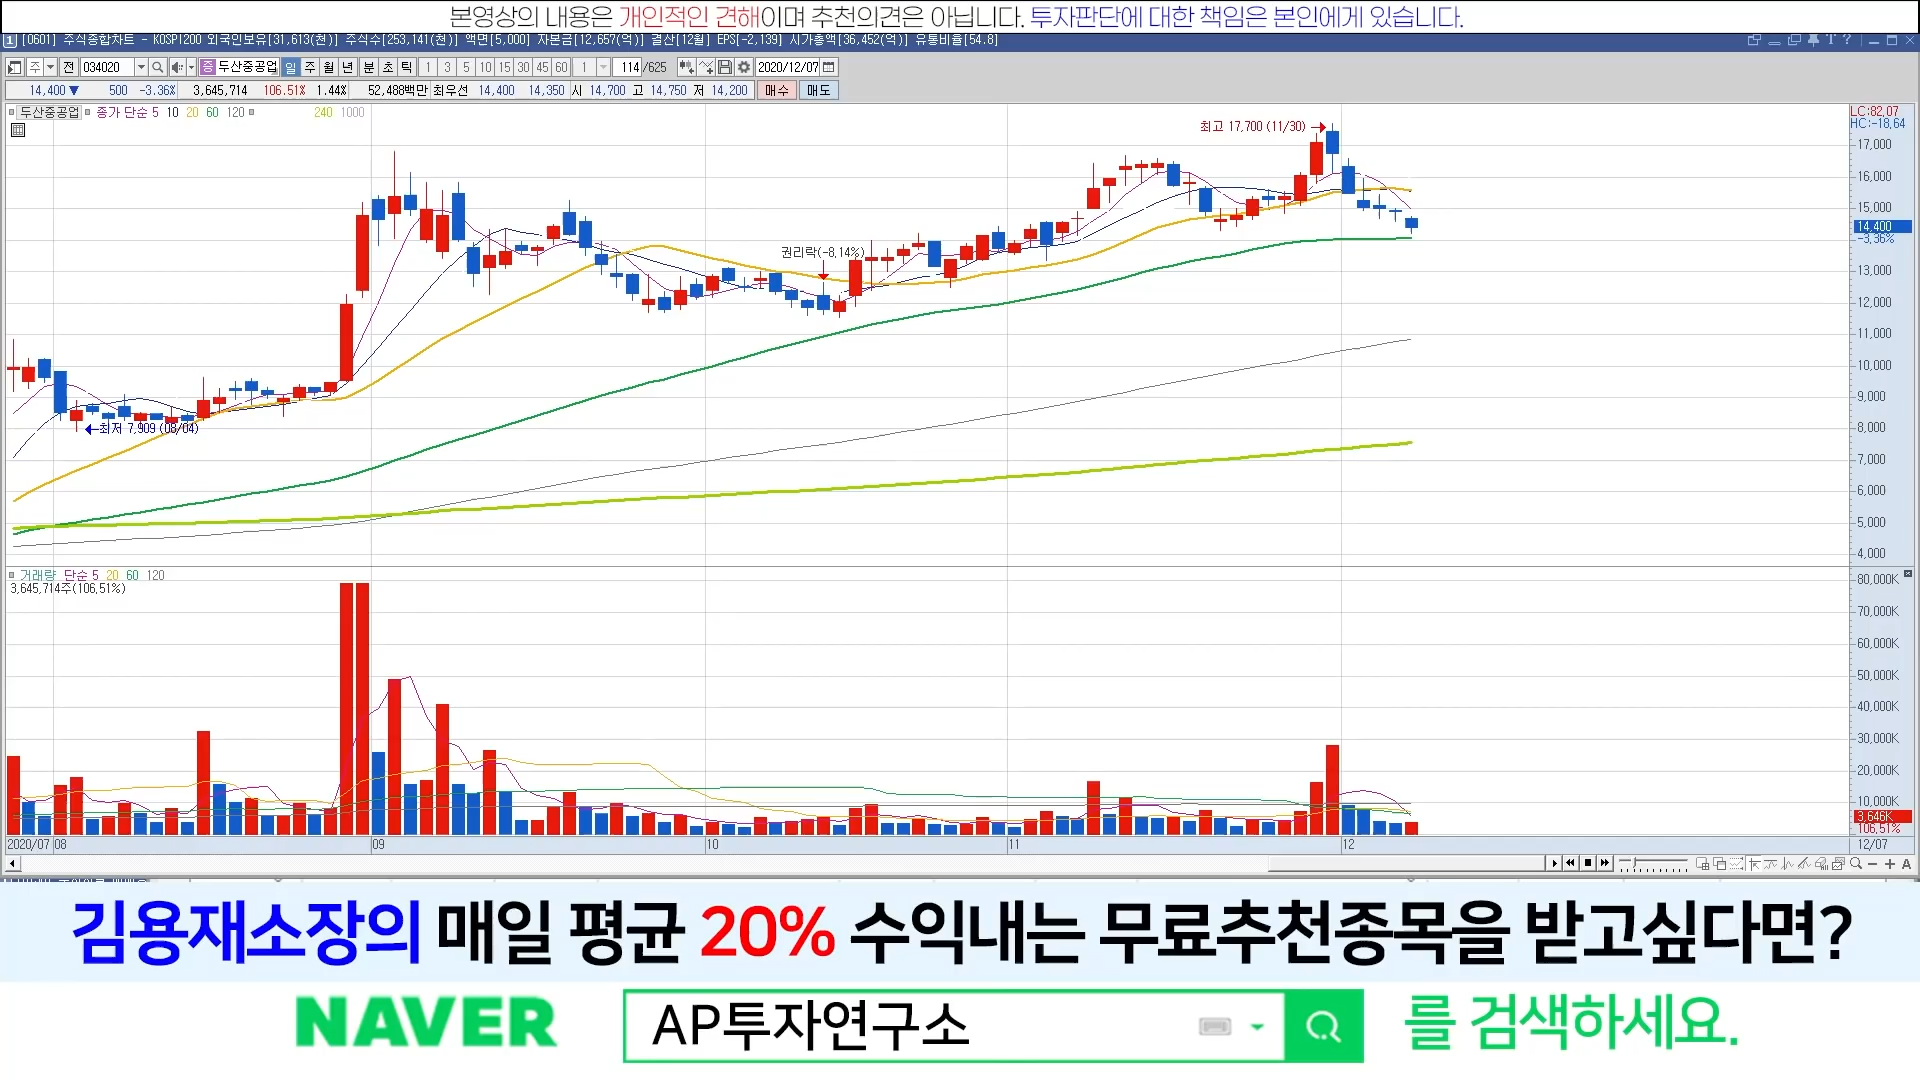 본영상의 내용은 개인적인 견해이며 추천의견은 아닙니다. 투자판단에 대한 책임은 본인에게 있습니다.
1 [0601] 주식종합차트 - KOSPI200 외국인보유[31,613(천)] 주식수[253,141(천)] 액면[5,000] 자본금[12,657(억)] 결산[12월] EPS[-2,139] 시가총액[36,452(억)] 유통비율[54.8]
주 전 034020 증 두산중공업 일 주 월 년 분 초 틱 1 3 5 10 15 30 45 60 1 114 /625 2020/12/07
14,400 ▼ 500 -3.36% 3,645,714 106.51% 1.44% 52,488백만 최우선 14,400 14,350 시 14,700 고 14,750 저 14,200 매수 매도
두산중공업 종가 단순 5 10 20 60 120 240 1000
LC:82.07
HC:-18.64
최고 17,700 (11/30)
17,000
16,000
15,000
14,400
-3.36%
권리락(-8.14%)
13,000
12,000
11,000
10,000
9,000
최저 7,909 (08/04)
8,000
7,000
6,000
5,000
4,000
거래량 단순 5 20 60 120
3,645,714주(106.51%)
80,000K
70,000K
60,000K
50,000K
40,000K
30,000K
20,000K
10,000K
3,646K
106.51%
2020/07 08 09 10 11 12 12/07
A
김용재소장의 매일 평균 20% 수익내는 무료추천종목을 받고싶다면?
NAVER AP투자연구소 를 검색하세요.